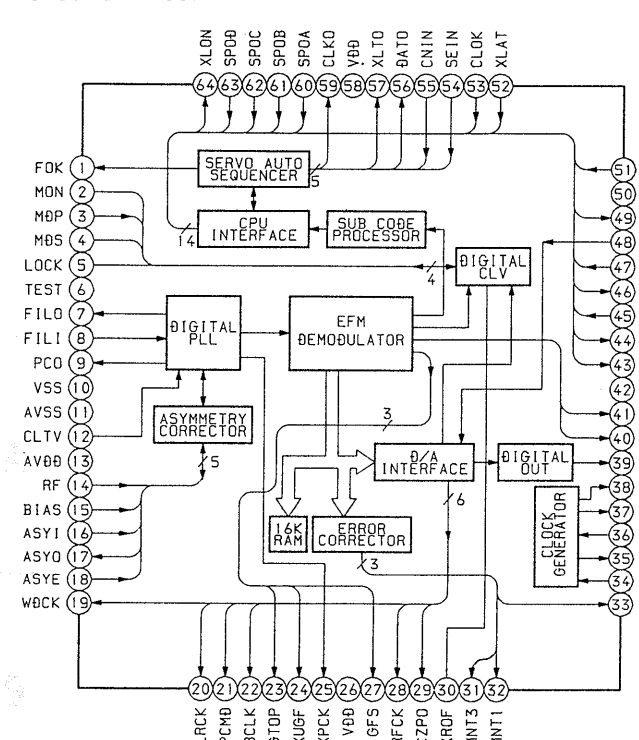 XLON SPOD SPOC SPOB SPOA CLKO VDD XLTO DATO CNIN SEIN CLOK XLAT
64 63 62 61 60 59 58 57 56 55 54 53 52
FOK 1
MON 2
MDP 3
MDS 4
LOCK 5
TEST 6
FILO 7
FILI 8
PCO 9
VSS 10
AVSS 11
CLTV 12
AVDD 13
RF 14
BIAS 15
ASYI 16
ASYO 17
ASYE 18
WDCK 19
SERVO AUTO
SEQUENCER
5
CPU
INTERFACE
14
SUB CODE
PROCESSOR
DIGITAL
CLV
4
DIGITAL
PLL
EFM
DEMODULATOR
ASYMMETRY
CORRECTOR
5
3
D/A
INTERFACE
6
DIGITAL
OUT
16K
RAM
ERROR
CORRECTOR
3
CLOCK
GENERATOR
51
50
49
48
47
46
45
44
43
42
41
40
39
38
37
36
35
34
33
20 21 22 23 24 25 26 27 28 29 30 31 32
LRCK PCMD BCLK GTOP XUGF XPCK VDD GFS RFCK C2PO XROF MNT3 MNT1